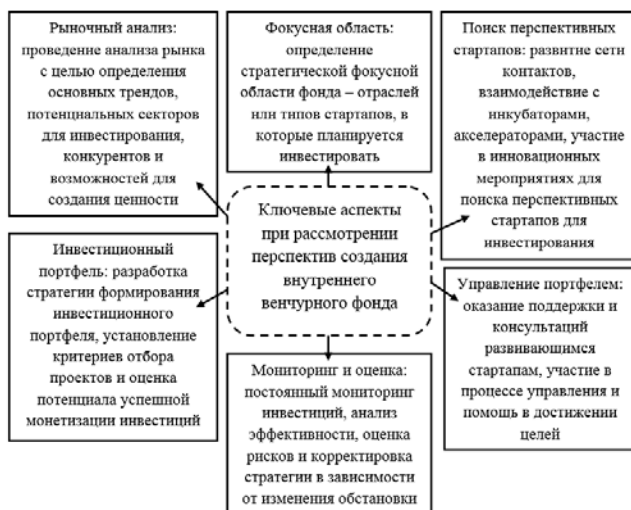 Рыночный анализ:
проведение анализа рынка
с целью определения
основных трендов,
потенциальных секторов
для инвестирования,
конкурентов и
возможностей для
создания ценности
Фокусная область:
определение
стратегической фокусной
области фонда – отраслей
или типов стартапов, в
которые планируется
инвестировать
Поиск перспективных
стартапов: развитие сети
контактов,
взаимодействие с
инкубаторами,
акселераторами, участие
в инновационных
мероприятиях для
поиска перспективных
стартапов для
инвестирования
Ключевые аспекты
при рассмотрении
перспектив создания
внутреннего
венчурного фонда
Инвестиционный
портфель: разработка
стратегии формирования
инвестиционного
портфеля, установление
критериев отбора
проектов и оценка
потенциала успешной
монетизации инвестиций
Мониторинг и оценка:
постоянный мониторинг
инвестиций, анализ
эффективности, оценка
рисков и корректировка
стратегии в зависимости
от изменения обстановки
Управление портфелем:
оказание поддержки и
консультаций
развивающимся
стартапам, участие в
процессе управления и
помощь в достижении
целей